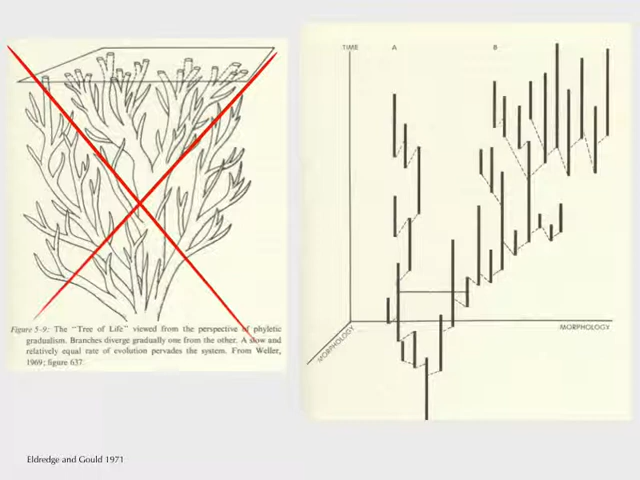 TIME
A
B
Figure 5-9: The "Tree of Life" viewed from the perspective of phyletic
gradualism. Branches diverge gradually one from the other. A slow and
relatively equal rate of evolution pervades the system. From Weller,
1969; figure 637.
MORPHOLOGY
MORPHOLOGY
Eldredge and Gould 1971